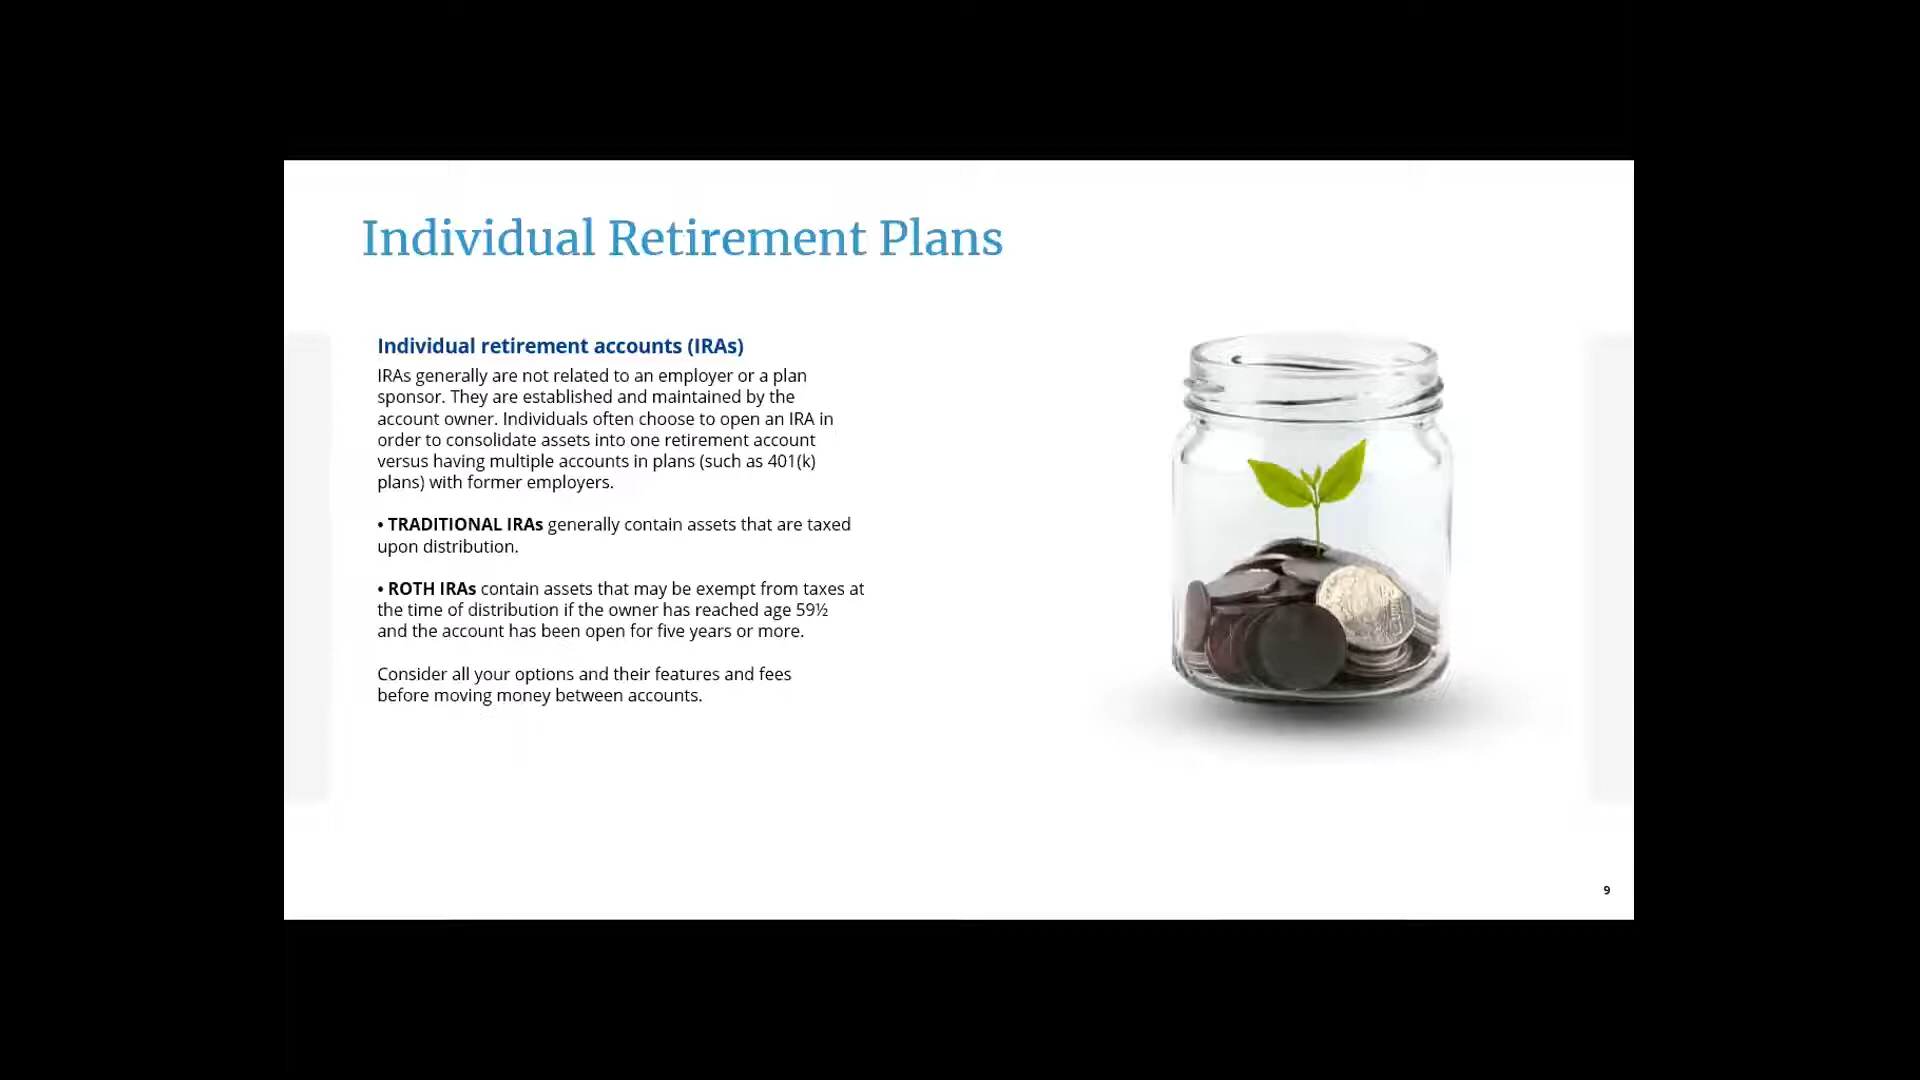 Individual Retirement Plans
Individual retirement accounts (IRAs)
IRAs generally are not related to an employer or a plan
sponsor. They are established and maintained by the
account owner. Individuals often choose to open an IRA in
order to consolidate assets into one retirement account
versus having multiple accounts in plans (such as 401(k)
plans) with former employers.
• TRADITIONAL IRAs generally contain assets that are taxed
upon distribution.
• ROTH IRAs contain assets that may be exempt from taxes at
the time of distribution if the owner has reached age 59½
and the account has been open for five years or more.
Consider all your options and their features and fees
before moving money between accounts.
9